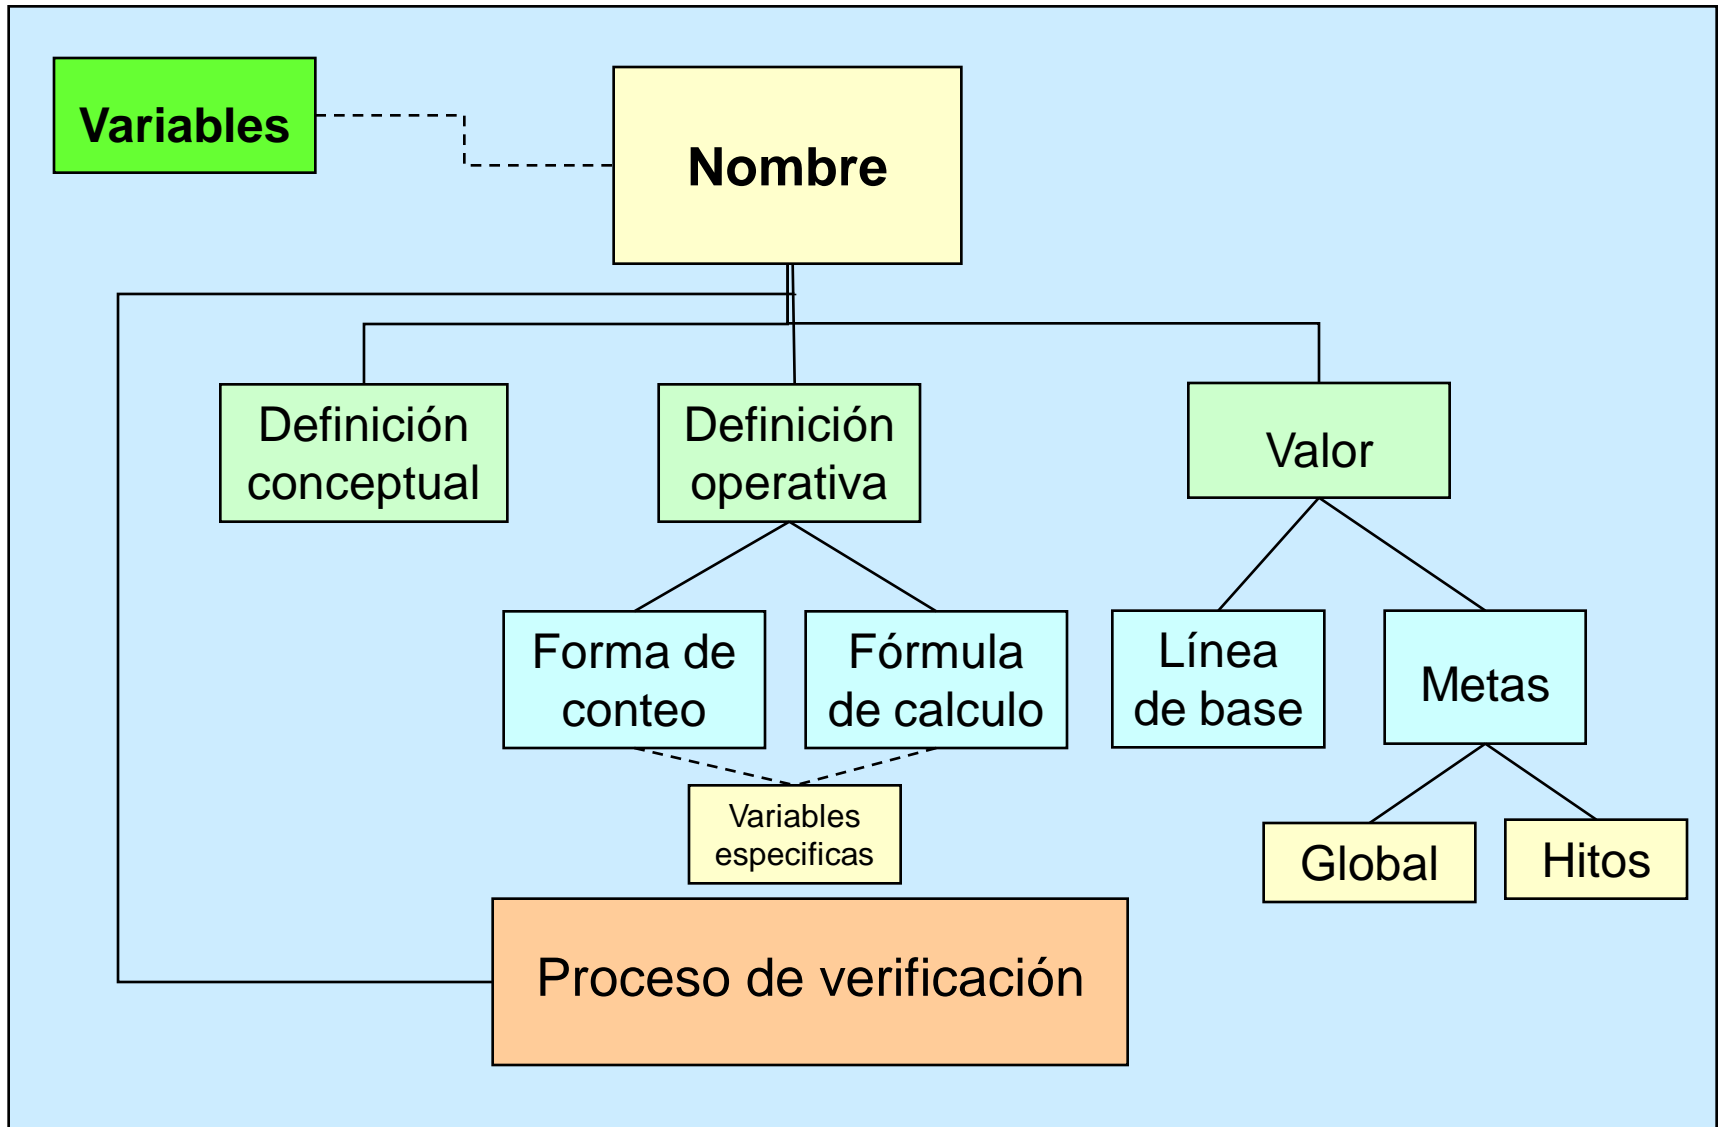 Variables
Nombre
Definición
conceptual
Definición
operativa
Valor
Forma de
conteo
Fórmula
de calculo
Línea
de base
Metas
Variables
especificas
Global
Hitos
Proceso de verificación